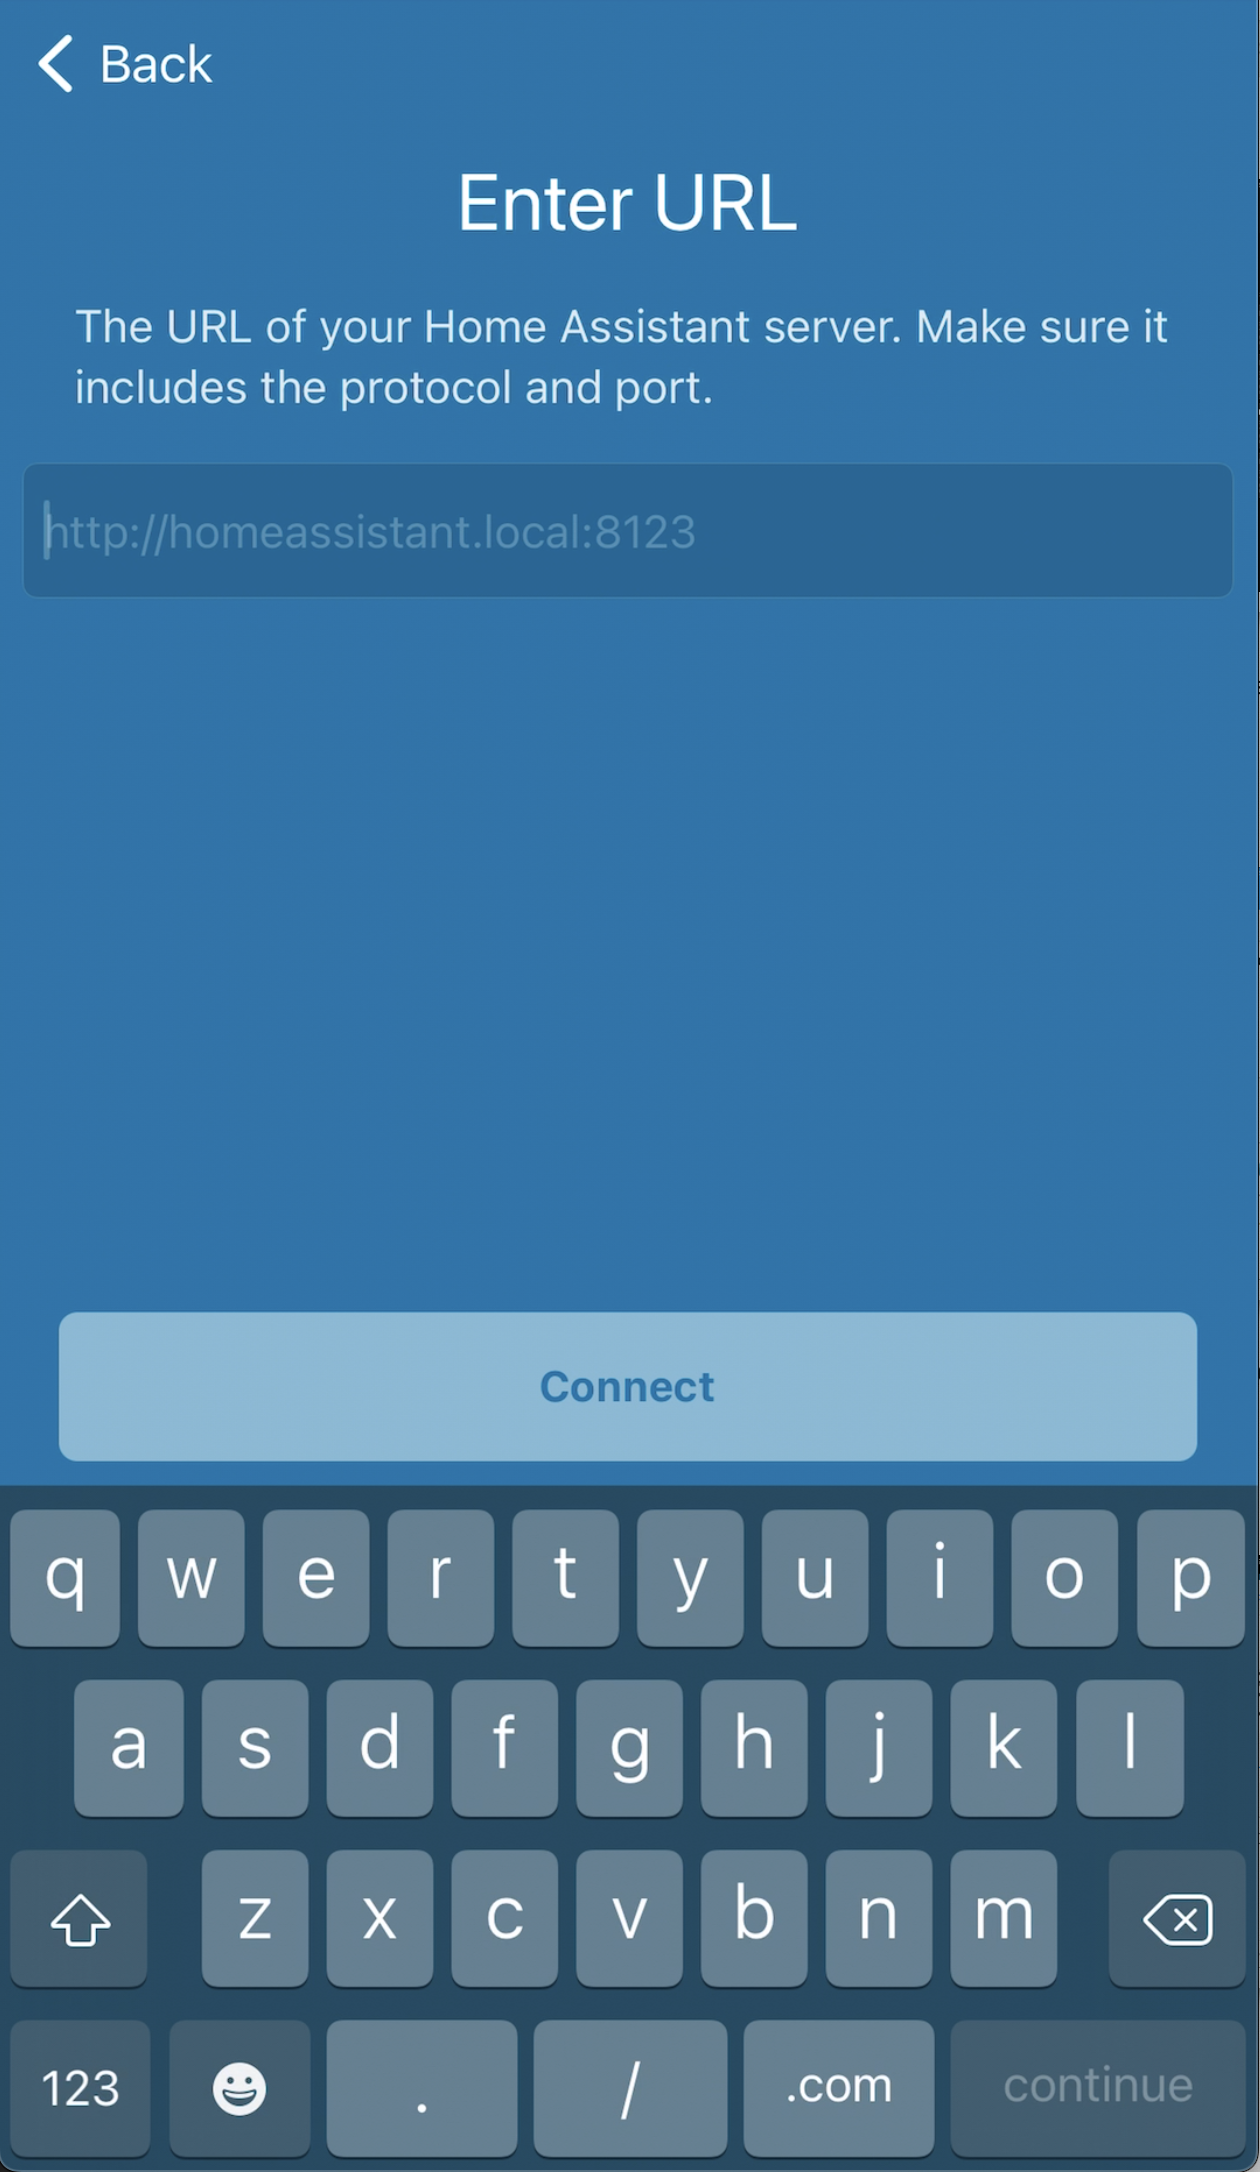 Back
Enter URL
The URL of your Home Assistant server. Make sure it
includes the protocol and port.
http://homeassistant.local:8123
Connect
q w e r t y u i o p
a s d f g h j k l
z x c v b n m
123 . / .com continue